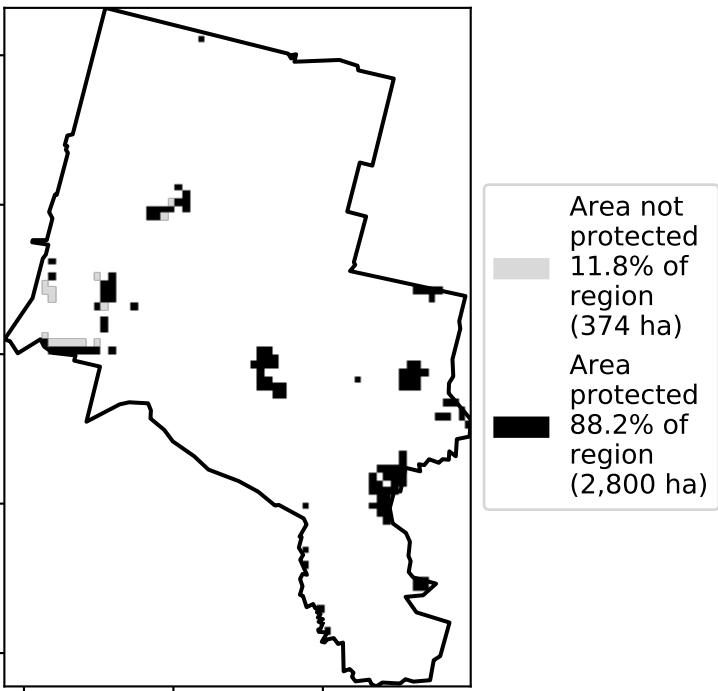 Area not
protected
11.8% of
region
(374 ha)
Area
protected
88.2% of
region
(2,800 ha)